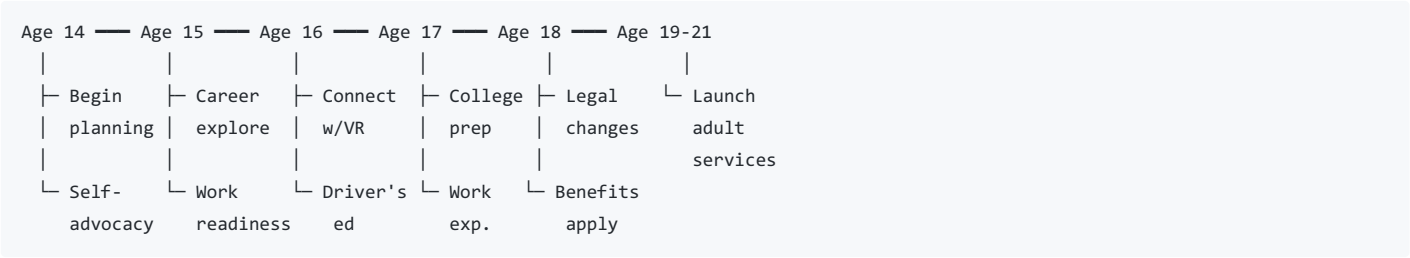 Age 14 ━━━ Age 15 ━━━ Age 16 ━━━ Age 17 ━━━ Age 18 ━━━ Age 19-21
  │           │           │           │           │            │
  ├─ Begin    ├─ Career   ├─ Connect  ├─ College ├─ Legal    └─ Launch
  │  planning │  explore  │  w/VR     │  prep    │  changes     adult
  │           │           │           │          │              services
  └─ Self-    └─ Work     └─ Driver's └─ Work   └─ Benefits
     advocacy    readiness    ed         exp.       apply